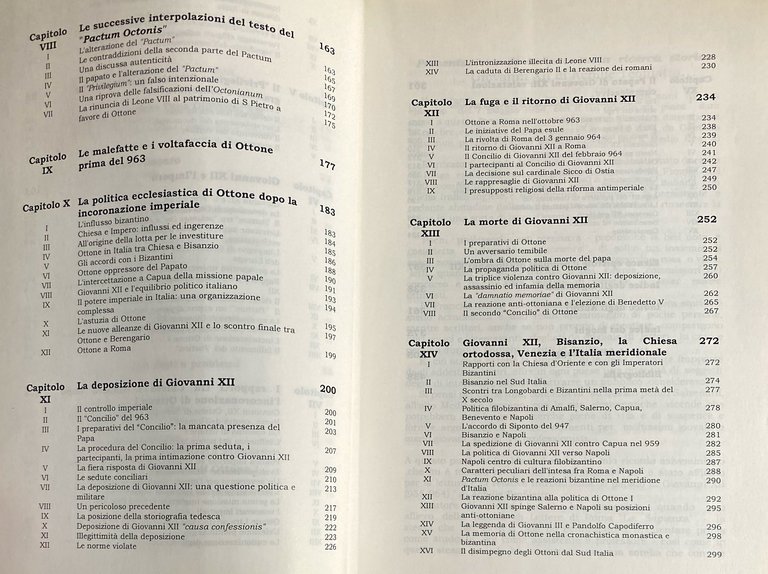 Capitolo VIII Le successive interpolazioni del testo del
"Pactum Octonis" 163
I L'alterazione del "Pactum" 163
II Le contraddizioni della seconda parte del Pactum 165
III Una discussa autenticità 167
IV Il papato e l'alterazione del "Pactum" 169
V Il "Privilegium": un falso intenzionale 170
VI Una riprova delle falsificazioni dell'Octonianum 172
VII La rinuncia di Leone VIII al patrimonio di S Pietro a
favore di Ottone 175
Capitolo IX Le malefatte e i voltafaccia di Ottone
prima del 963 177
Capitolo X La politica ecclesiastica di Ottone dopo la
incoronazione imperiale 183
I L'influsso bizantino 183
II Chiesa e Impero: influssi ed ingerenze 184
III All'origine della lotta per le investiture 185
IV Ottone in Italia tra Chiesa e Bisanzio 186
V Gli accordi con i Bizantini 188
VI Ottone oppressore del Papato 190
VII L'intercettazione a Capua della missione papale 191
VIII Giovanni XII e l'equilibrio politico italiano 193
IX Il potere imperiale in Italia: una organizzazione
complessa 194
X L'astuzia di Ottone 195
XI Le nuove alleanze di Giovanni XII e lo scontro finale tra
Ottone e Berengario 197
XII Ottone a Roma 199
Capitolo XI La deposizione di Giovanni XII 200
I Il controllo imperiale 200
II Il "Concilio" del 963 201
III I preparativi del "Concilio": la mancata presenza del
Papa 203
IV La procedura del Concilio: la prima seduta, i
partecipanti, la prima intimazione contro Giovanni XII 207
V La fiera risposta di Giovanni XII 209
VI Le sedute conciliari 210
VII La deposizione di Giovanni XII: una questione politica e
militare 213
VIII Un pericoloso precedente 217
IX La posizione della storiografia tedesca 219
X Deposizione di Giovanni XII "causa confessionis" 222
XI Illegittimità della deposizione 223
XII Le norme violate 226
XIII L'intronizzazione illecita di Leone VIII 228
XIV La caduta di Berengario II e la reazione dei romani 230
Capitolo XII La fuga e il ritorno di Giovanni XII 234
I Ottone a Roma nell'ottobre 963 234
II Le iniziative del Papa esule 238
III La rivolta di Roma del 3 gennaio 964 239
IV Il ritorno di Giovanni XII a Roma 240
V Il Concilio di Giovanni XII del febbraio 964 241
VI I partecipanti al Concilio di Giovanni XII 242
VII La decisione sul cardinale Sicco di Ostia 247
VIII Le rappresaglie di Giovanni XII 249
IX I presupposti religiosi della riforma antimperiale 250
Capitolo XIII La morte di Giovanni XII 252
I I preparativi di Ottone 252
II Un avversario temibile 252
III L'ombra di Ottone sulla morte del papa 254
IV La propaganda politica di Ottone 257
V La triplice violenza contro Giovanni XII: deposizione,
assassinio ed infamia della memoria 260
VI La "damnatio memoriae" di Giovanni XII 262
VII La reazione anti-ottoniana e l'elezione di Benedetto V 265
VIII Il secondo "Concilio" di Ottone 267
Capitolo XIV Giovanni XII, Bisanzio, la Chiesa
ortodossa, Venezia e l'Italia meridionale 272
I Rapporti con la Chiesa d'Oriente e con gli Imperatori
Bizantini 272
II Bisanzio nel Sud Italia 274
III Scontri tra Longobardi e Bizantini nella prima metà del
X secolo 277
IV Politica filobizantina di Amalfi, Salerno, Capua,
Benevento e Napoli 278
V L'accordo di Siponto del 947 280
VI Bisanzio e Napoli 281
VII La spedizione di Giovanni XII contro Capua nel 959 282
VIII La politica di Giovanni XII verso Napoli 285
IX Napoli centro di cultura filobizantino 287
X Caratteri peculiari dell'intesa fra Roma e Napoli 288
XI Pactum Octonis e le reazioni bizantine nel meridione
d'Italia 290
XII La reazione bizantina alla politica di Ottone I 292
XIII Giovanni XII spinge Salerno e Napoli su posizioni
anti-ottoniane 295
XIV La leggenda di Giovanni III e Pandolfo Capodiferro 296
XV La memoria di Ottone nella cronachistica monastica e
bizantina 298
XVI Il disimpegno degli Ottoni dal Sud Italia 299